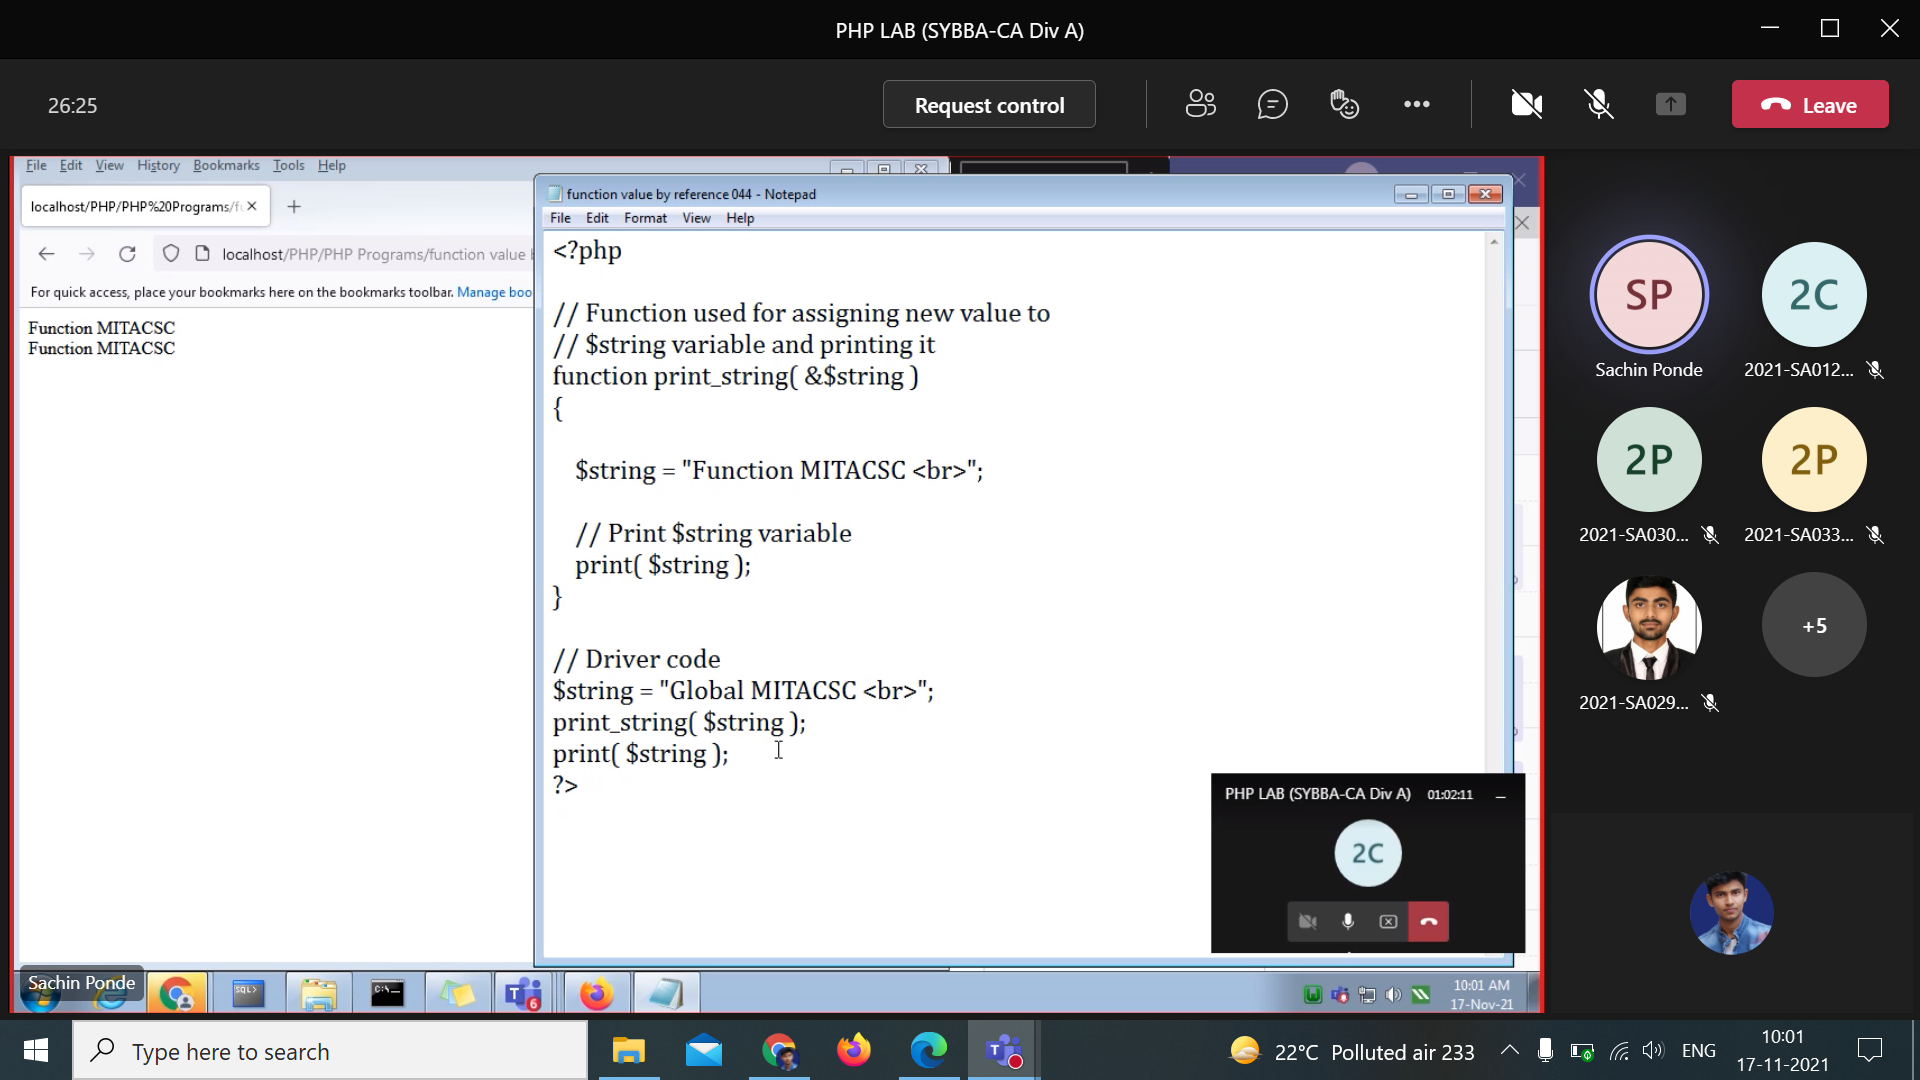 PHP LAB (SYBBA-CA Div A)
26:25
Request control
Leave
File Edit View History Bookmarks Tools Help
localhost/PHP/PHP%20Programs/fu
localhost/PHP/PHP Programs/function value
For quick access, place your bookmarks here on the bookmarks toolbar. Manage boo
Function MITACSC
Function MITACSC
function value by reference 044 - Notepad
File Edit Format View Help
<?php
// Function used for assigning new value to
// $string variable and printing it
function print_string( &$string )
{
$string = "Function MITACSC <br>";
// Print $string variable
print( $string );
}
// Driver code
$string = "Global MITACSC <br>";
print_string( $string );
print( $string );
?>
PHP LAB (SYBBA-CA Div A) 01:02:11
2C
SP
Sachin Ponde
2C
2021-SA012...
2P
2021-SA030...
2P
2021-SA033...
2021-SA029...
+5
Sachin Ponde
SQL>
C:\_
T 6
10:01 AM
17-Nov-21
Type here to search
22°C Polluted air 233
ENG
10:01
17-11-2021